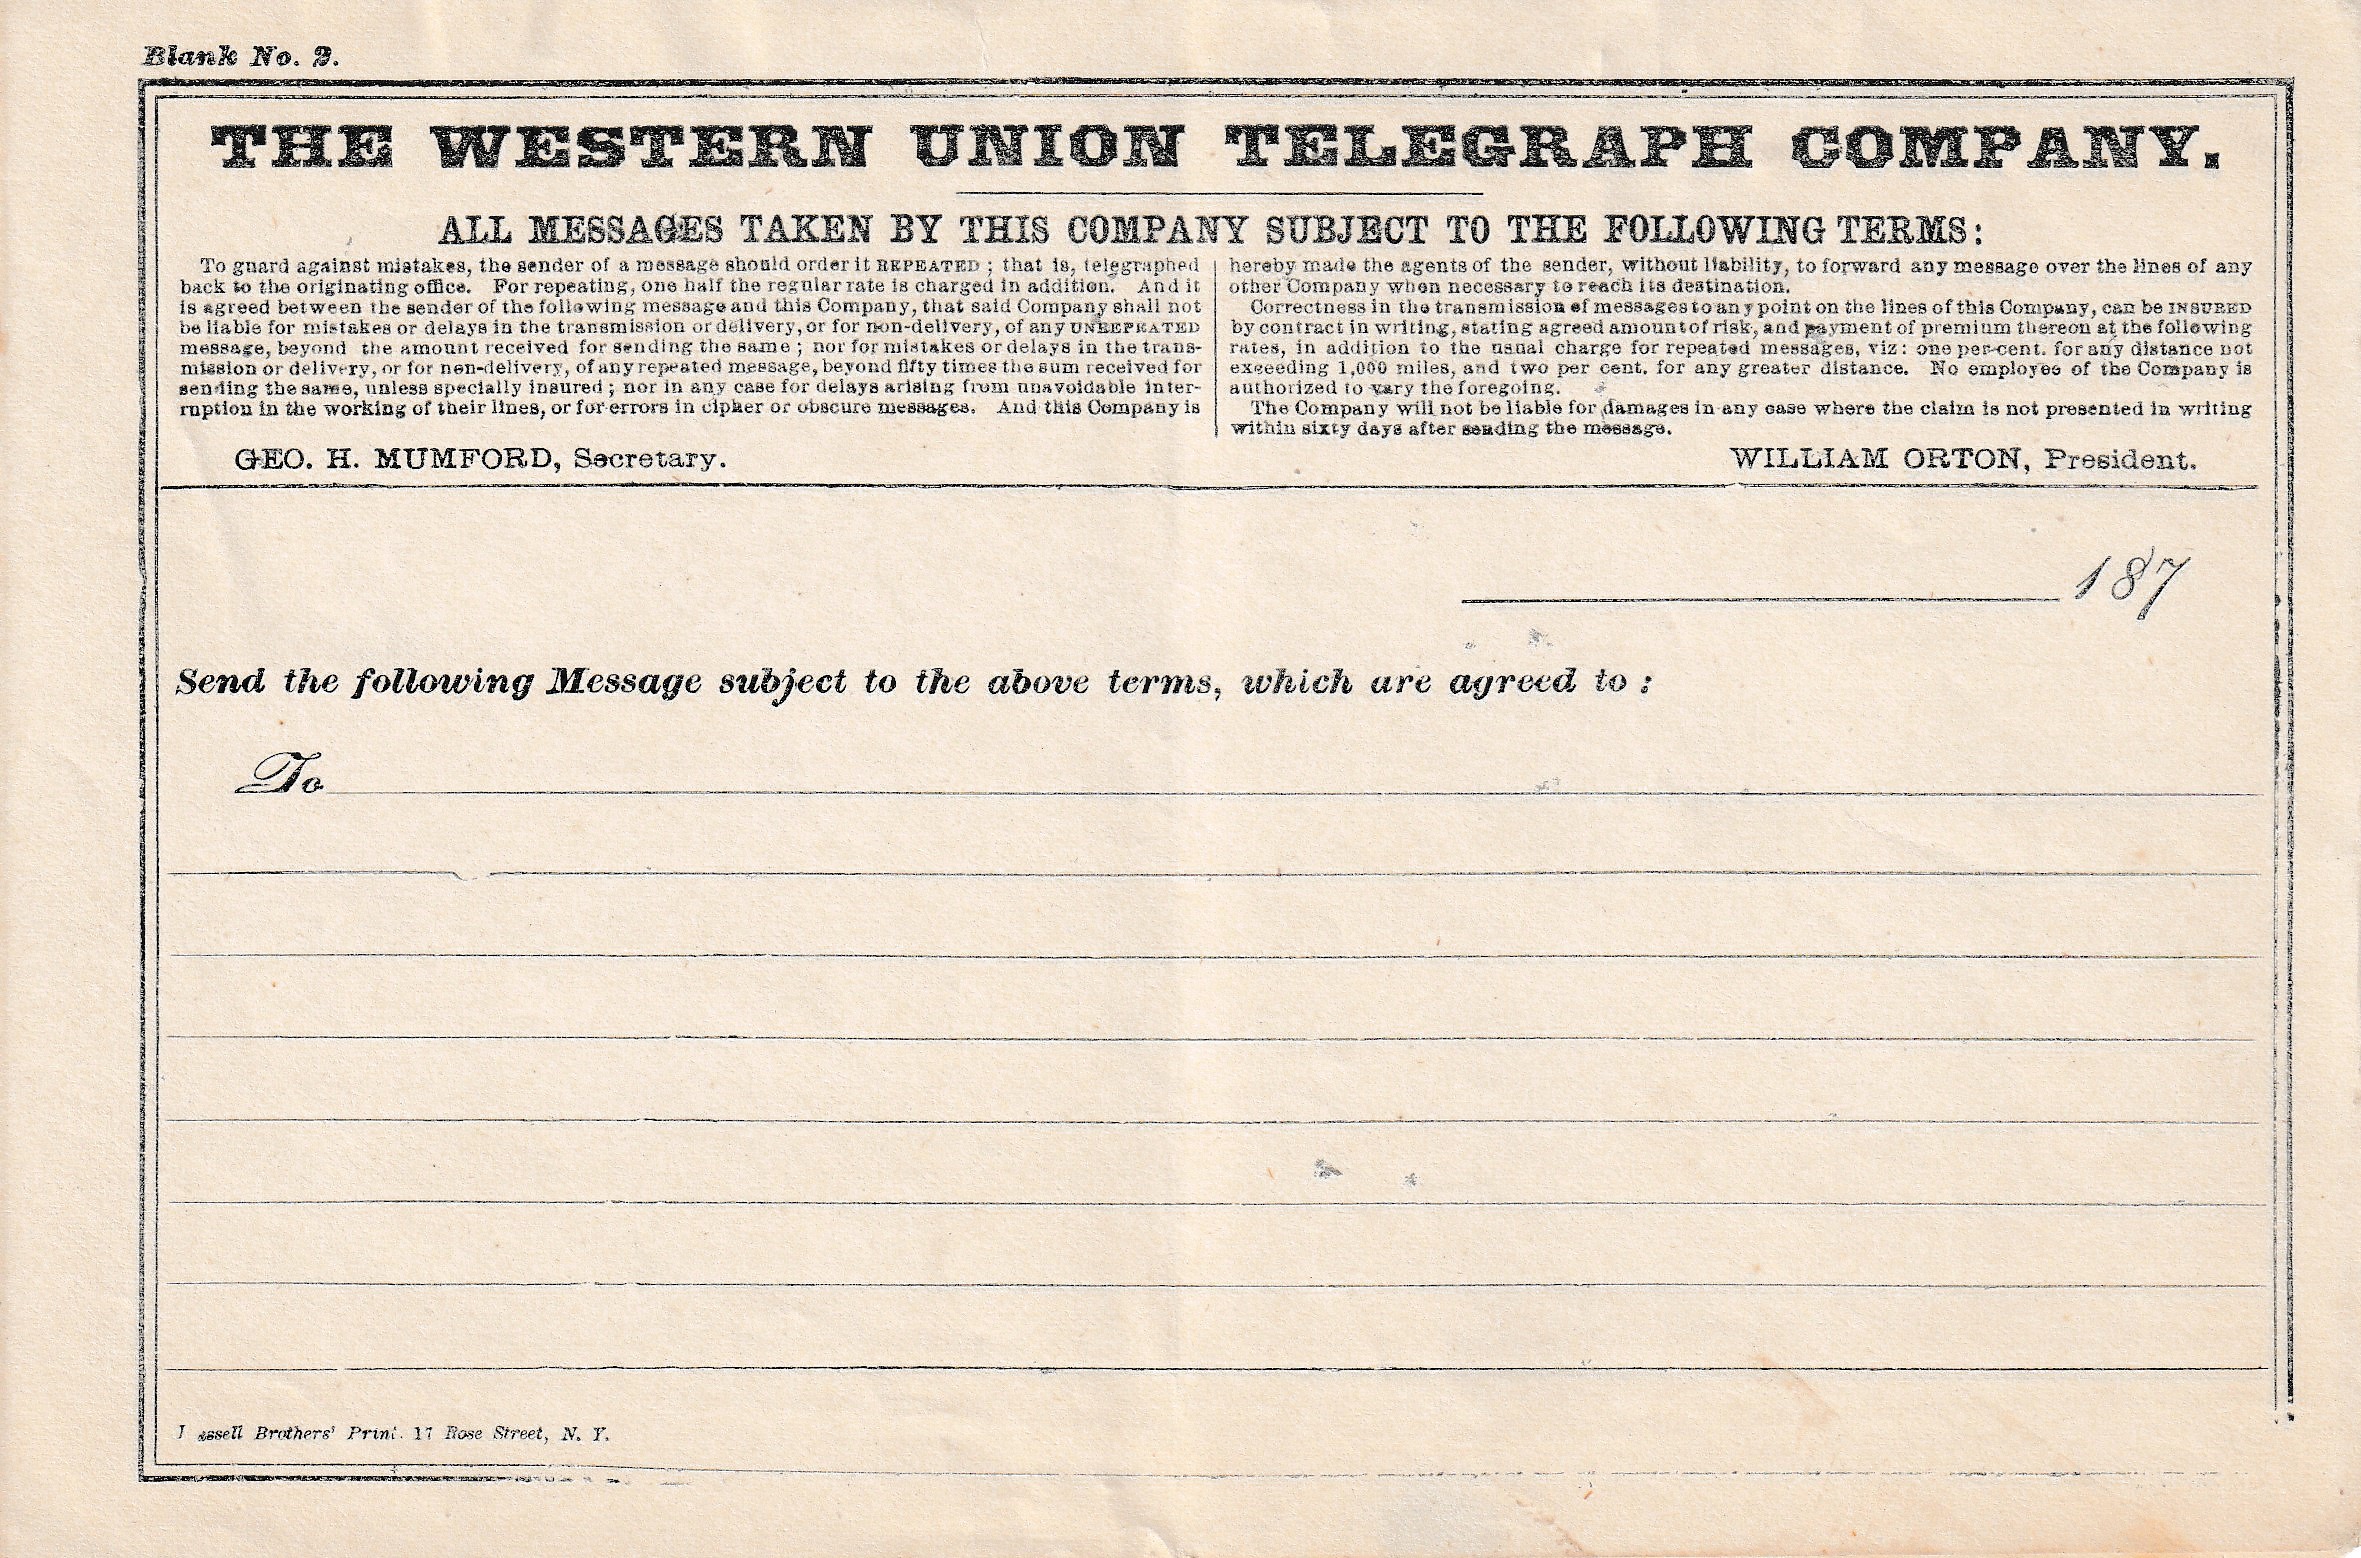 Blank No. 2.
THE WESTERN UNION TELEGRAPH COMPANY.
ALL MESSAGES TAKEN BY THIS COMPANY SUBJECT TO THE FOLLOWING TERMS:
To guard against mistakes, the sender of a message should order it REPEATED; that is, telegraphed
back to the originating office. For repeating, one half the regular rate is charged in addition. And it
is agreed between the sender of the following message and this Company, that said Company shall not
be liable for mistakes or delays in the transmission or delivery, or for non-delivery, of any UNREPEATED
message, beyond the amount received for sending the same; nor for mistakes or delays in the trans-
mission or delivery, or for non-delivery, of any repeated message, beyond fifty times the sum received for
sending the same, unless specially insured; nor in any case for delays arising from unavoidable inter-
ruption in the working of their lines, or for errors in cipher or obscure messages. And this Company is
hereby made the agents of the sender, without liability, to forward any message over the lines of any
other Company when necessary to reach its destination.
Correctness in the transmission of messages to any point on the lines of this Company, can be INSURED
by contract in writing, stating agreed amount of risk, and payment of premium thereon at the following
rates, in addition to the usual charge for repeated messages, viz: one per cent. for any distance not
exceeding 1,000 miles, and two per cent. for any greater distance. No employee of the Company is
authorized to vary the foregoing.
The Company will not be liable for damages in any case where the claim is not presented in writing
within sixty days after sending the message.
GEO. H. MUMFORD, Secretary.
WILLIAM ORTON, President.
187
Send the following Message subject to the above terms, which are agreed to:
To
Brothers' Print. 17 Rose Street, N. Y.